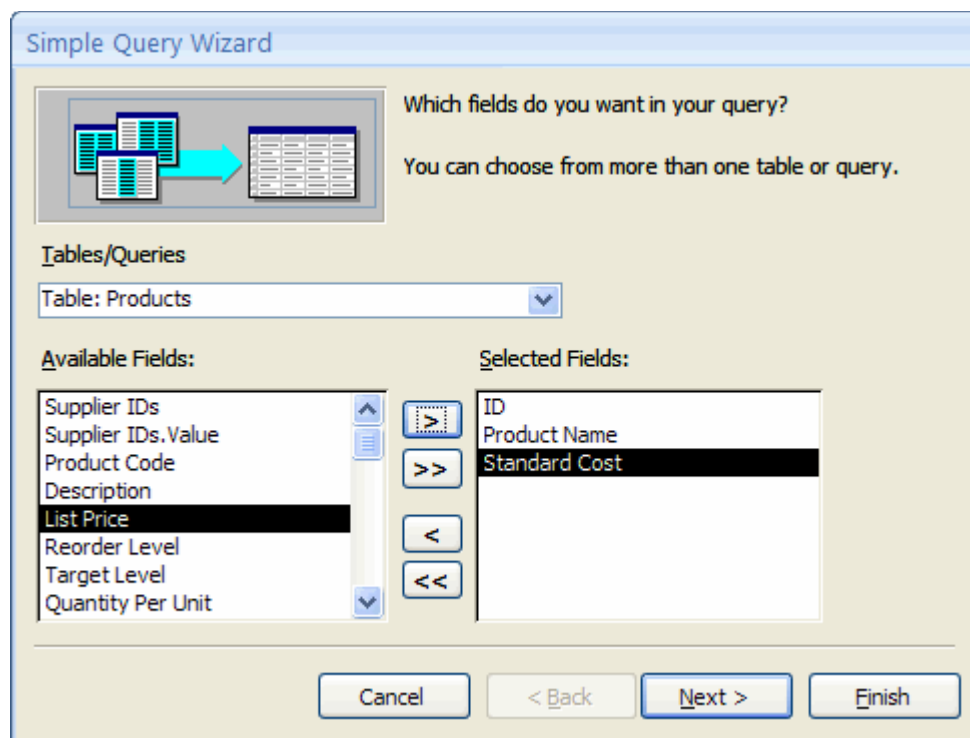 Simple Query Wizard
Which fields do you want in your query?
You can choose from more than one table or query.
Tables/Queries
Table: Products
Available Fields:
Supplier IDs
Supplier IDs.Value
Product Code
Description
List Price
Reorder Level
Target Level
Quantity Per Unit
>
>>
<
<<
Selected Fields:
ID
Product Name
Standard Cost
Cancel
< Back
Next >
Finish